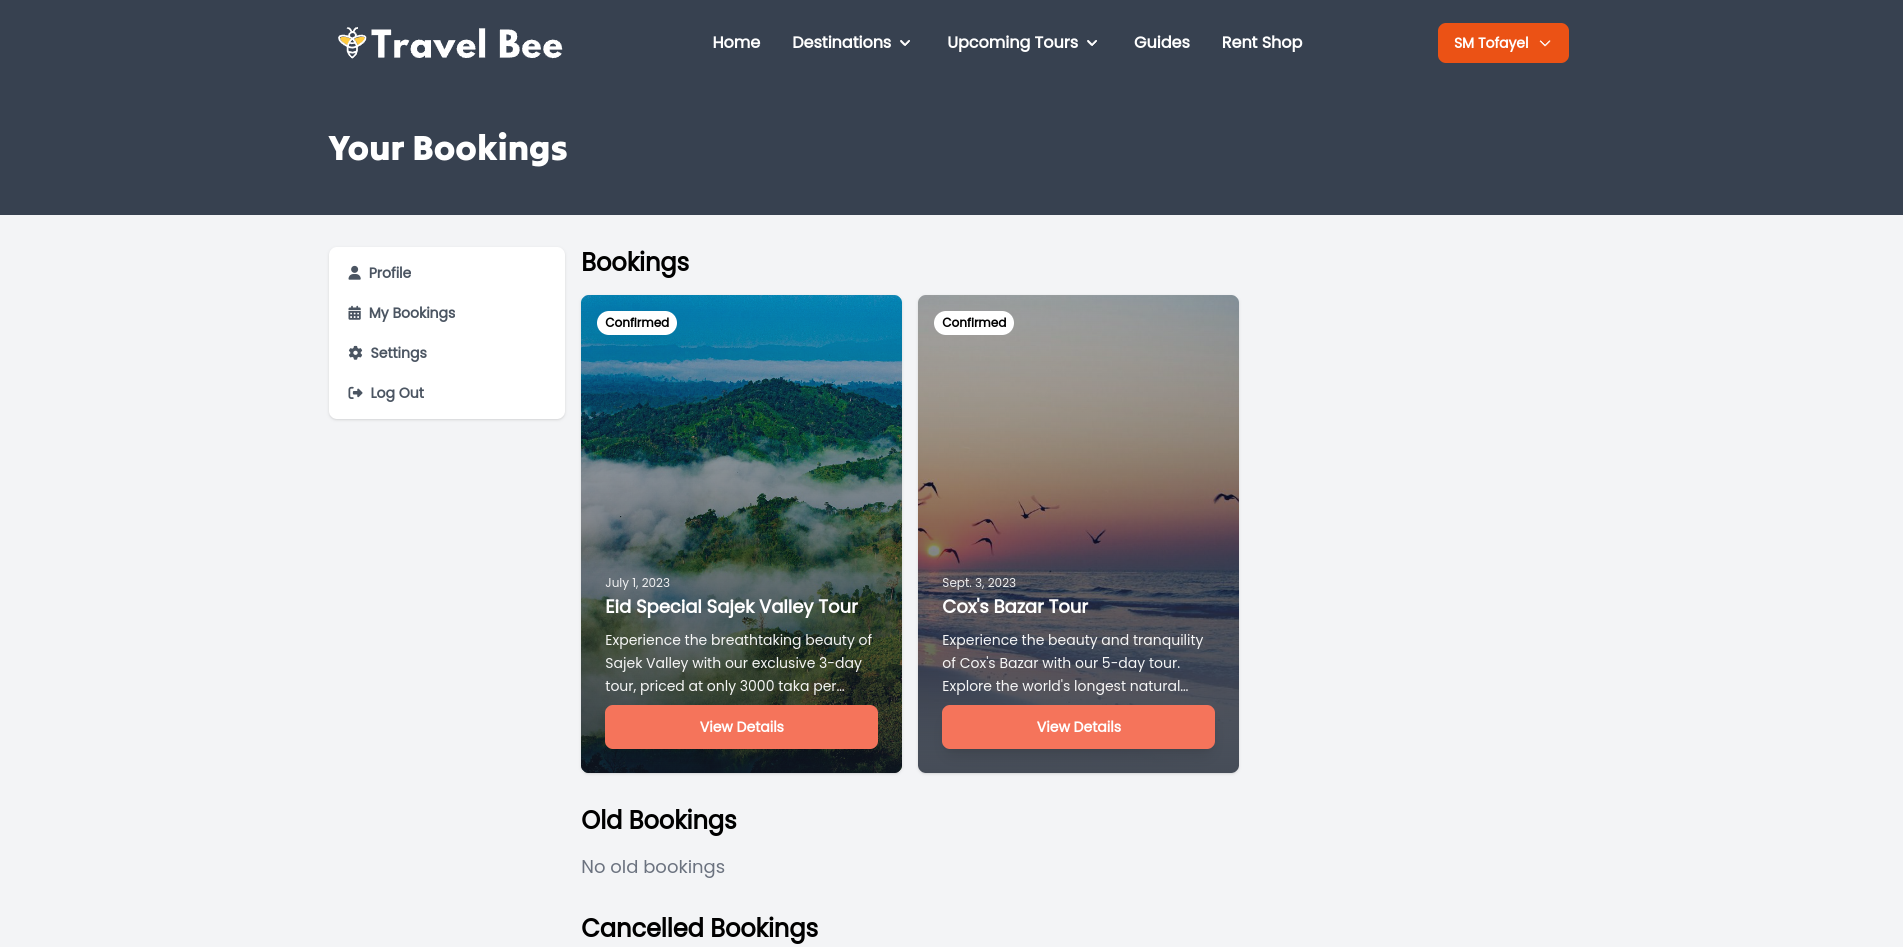 Travel Bee
Home Destinations Upcoming Tours Guides Rent Shop
SM Tofayel
Your Bookings
Profile
My Bookings
Settings
Log Out
Bookings
Confirmed
July 1, 2023
Eid Special Sajek Valley Tour
Experience the breathtaking beauty of
Sajek Valley with our exclusive 3-day
tour, priced at only 3000 taka per...
View Details
Confirmed
Sept. 3, 2023
Cox's Bazar Tour
Experience the beauty and tranquility
of Cox's Bazar with our 5-day tour.
Explore the world's longest natural...
View Details
Old Bookings
No old bookings
Cancelled Bookings